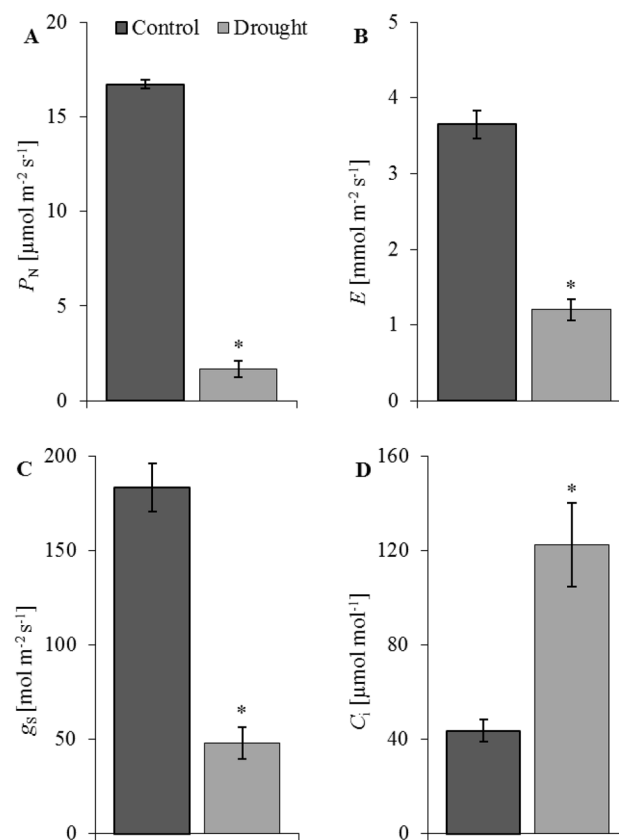 A
Control Drought
20
15
10
5
0
P_N [µmol m⁻² s⁻¹]
*
B
5
4
3
2
1
0
E [mmol m⁻² s⁻¹]
*
C
200
150
100
50
0
g_s [mol m⁻² s⁻¹]
*
D
160
120
80
40
0
C_i [µmol mol⁻¹]
*